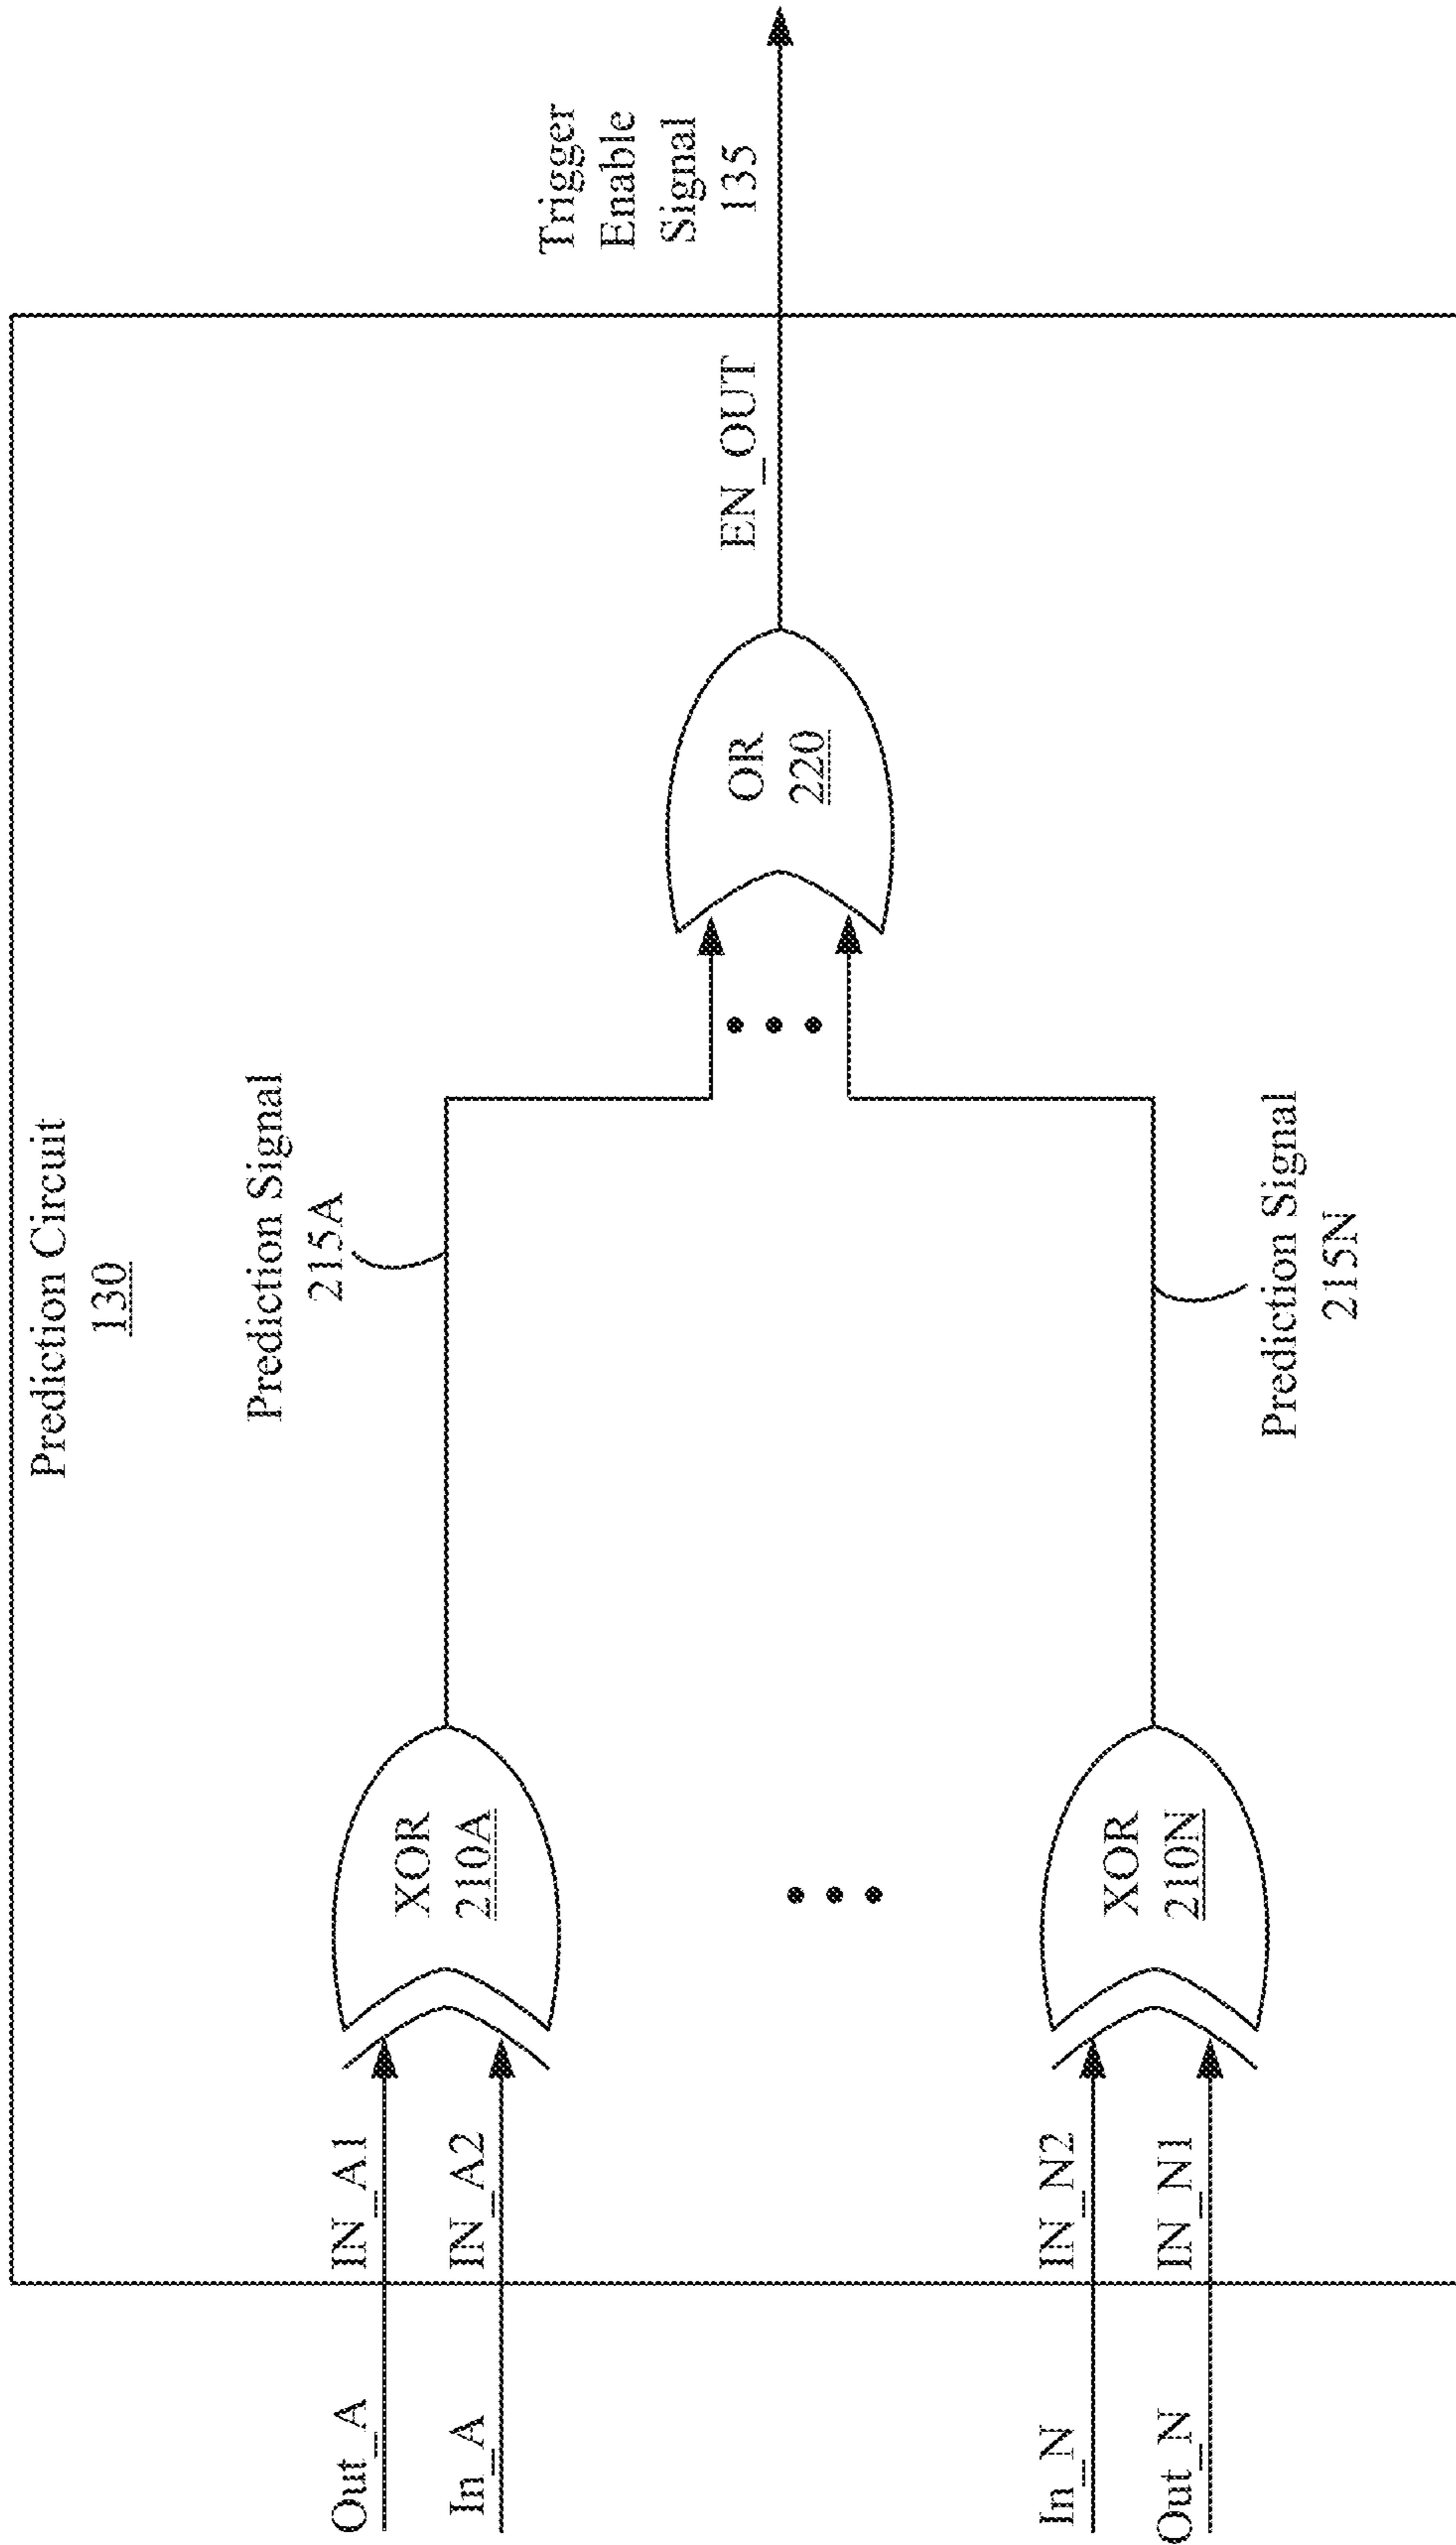 Prediction Circuit
130
Out_A
IN_A1
In_A
IN_A2
XOR
210A
Prediction Signal
215A
In_N
IN_N2
Out_N
IN_N1
XOR
210N
Prediction Signal
215N
OR
220
EN_OUT
Trigger
Enable
Signal
135